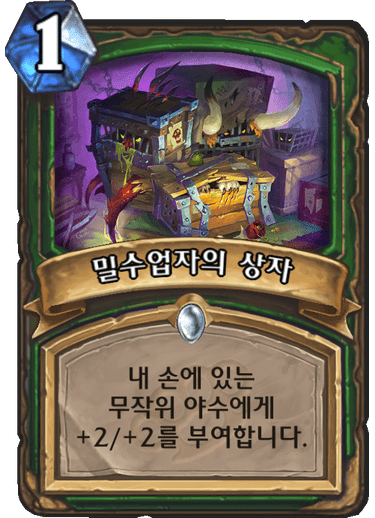 1
밀수업자의 상자
내 손에 있는
무작위 야수에게
+2/+2를 부여합니다.